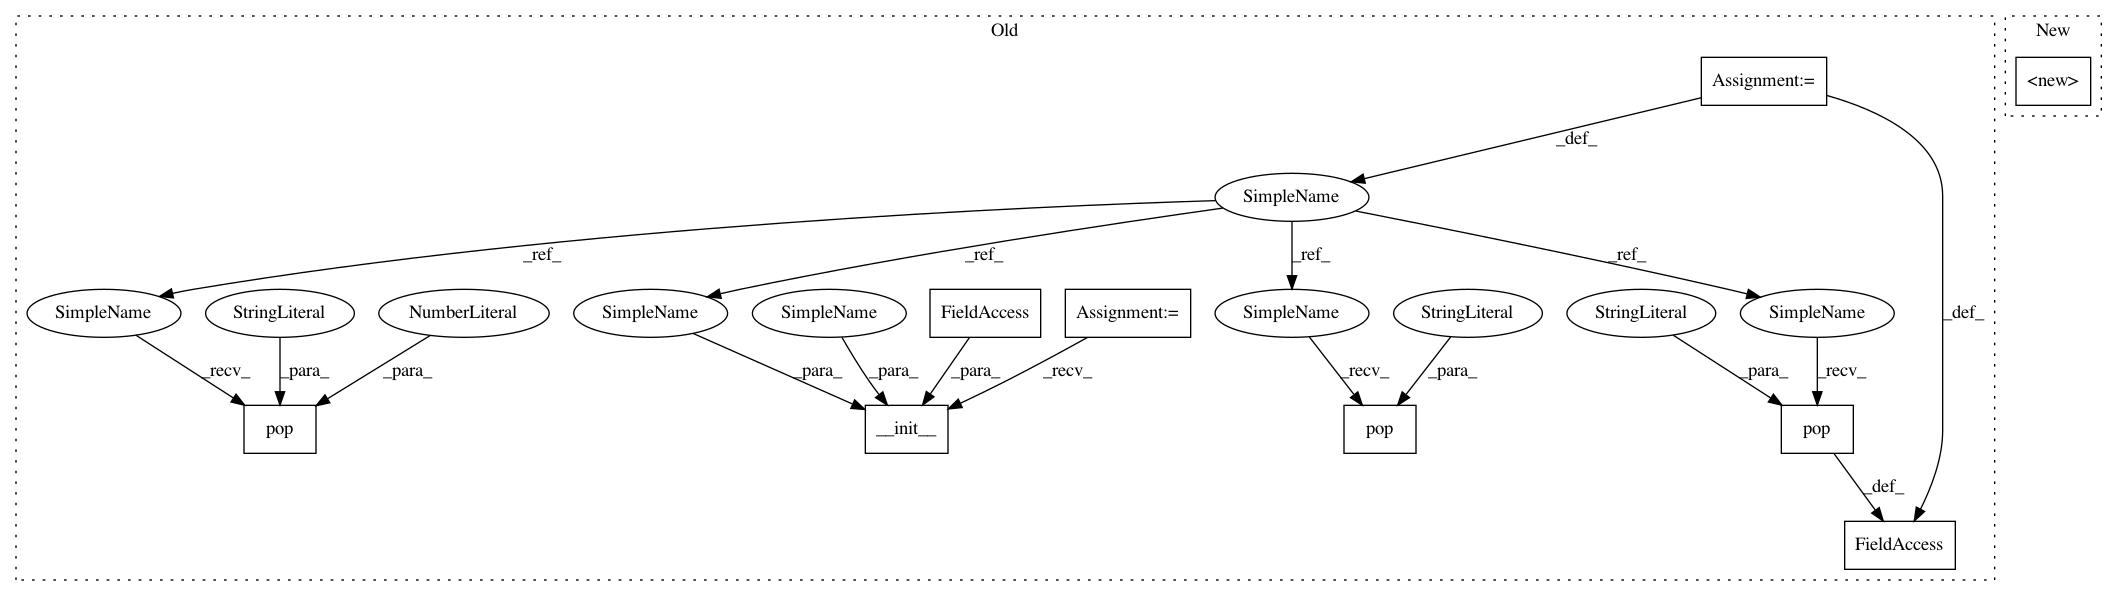 Old
New
Assignment:=
<new>
_def_
SimpleName
_ref_
_ref_
_ref_
_ref_
SimpleName
StringLiteral
NumberLiteral
SimpleName
SimpleName
FieldAccess
Assignment:=
SimpleName
StringLiteral
StringLiteral
SimpleName
_def_
_recv_
_para_
_para_
_para_
_para_
_para_
_recv_
_recv_
_para_
_para_
_recv_
pop
__init__
pop
pop
_def_
FieldAccess